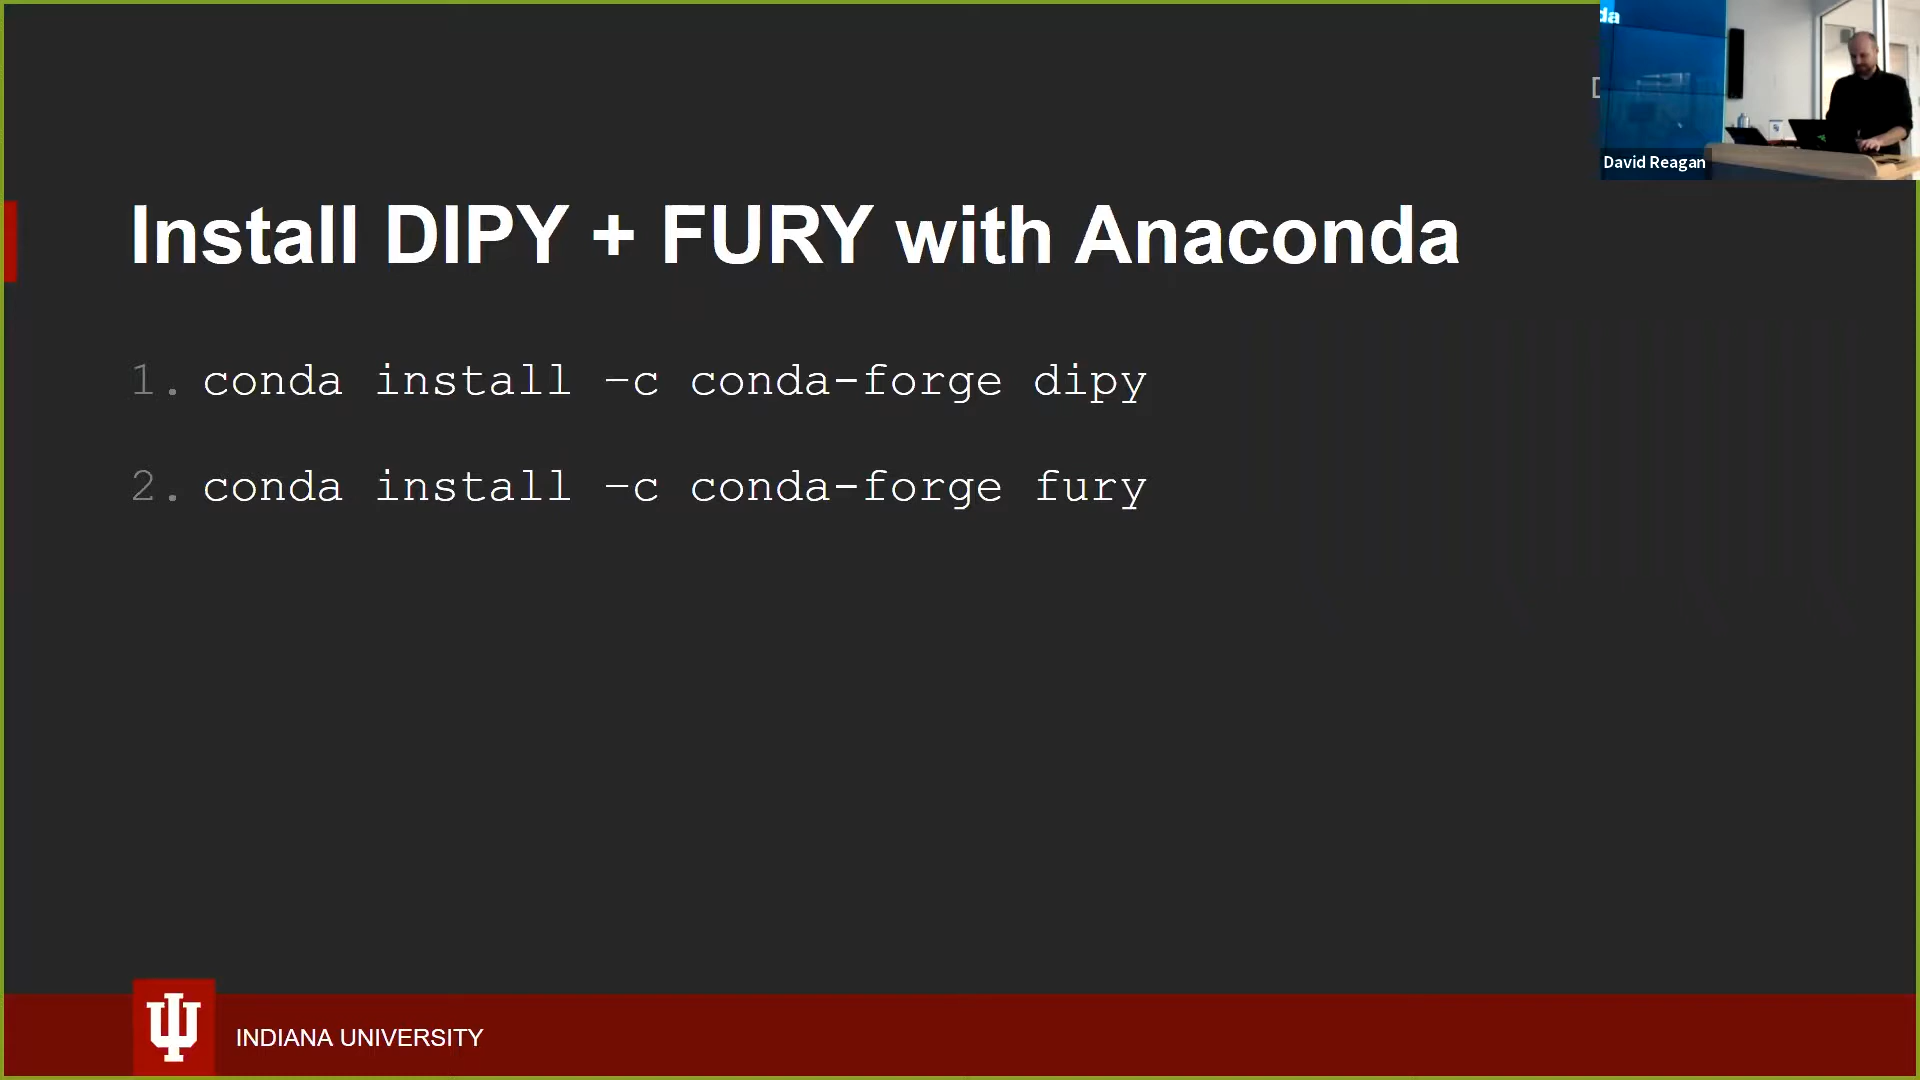 da
David Reagan
Install DIPY + FURY with Anaconda
1. conda install –c conda-forge dipy
2. conda install –c conda-forge fury
INDIANA UNIVERSITY